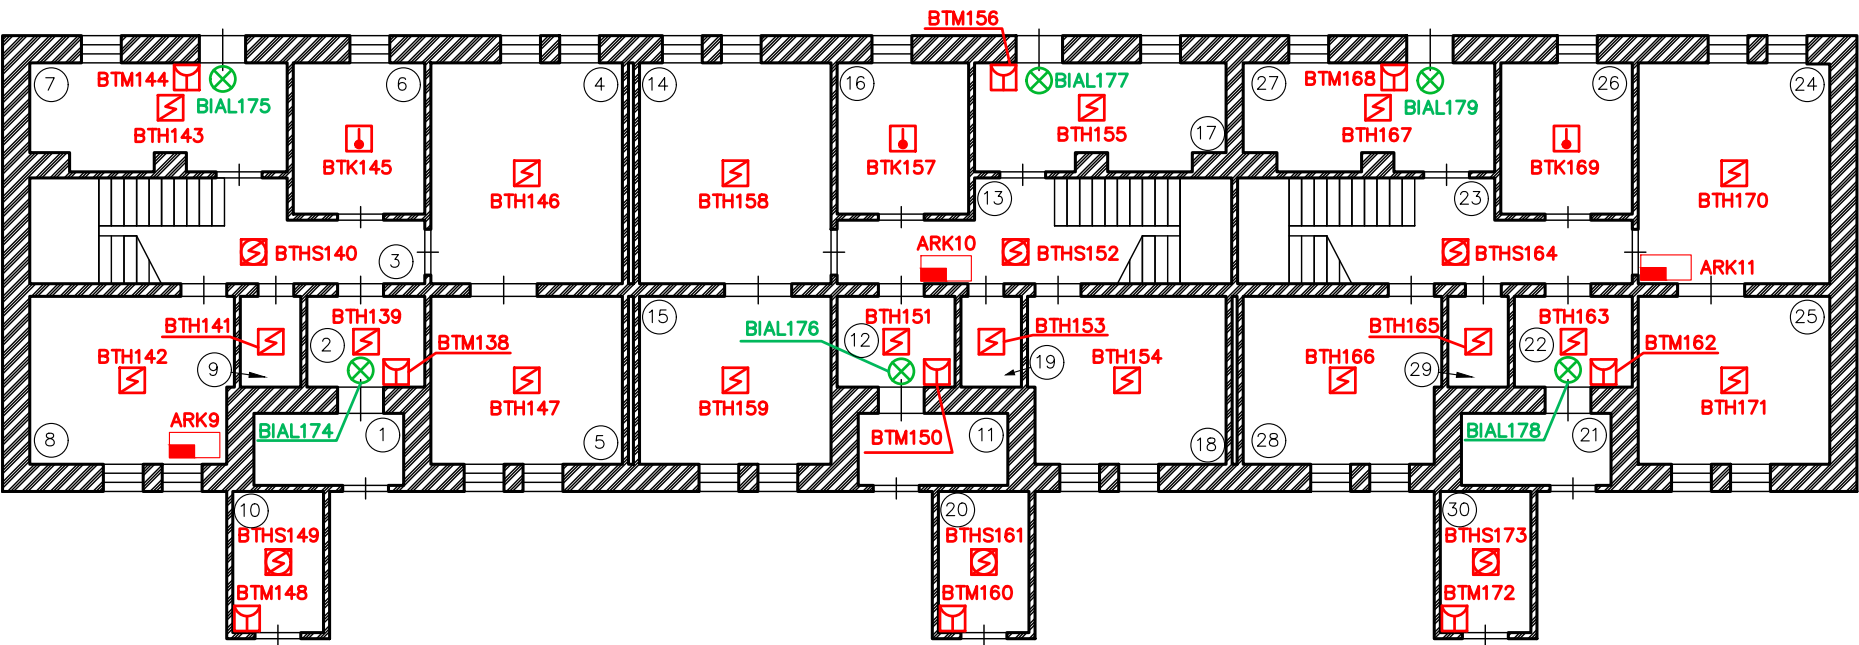 BTM156
7
BTM144
BIAL175
BTH143
6
BTK145
4
BTH146
14
BTH158
16
BTK157
BIAL177
BTH155
17
27
BTM168
BIAL179
BTH167
26
BTK169
24
BTH170
BTHS140
3
13
ARK10
BTHS152
23
BTHS164
ARK11
BTH142
BTH141
9
2
BTH139
BTM138
BTH147
15
BTH159
BIAL176
12
BTH151
BTH153
19
BTH154
BTH166
BTH165
29
22
BTH163
BTM162
25
BTH171
8
ARK9
BIAL174
1
5
BTM150
11
18
28
BIAL178
21
10
BTHS149
BTM148
20
BTHS161
BTM160
30
BTHS173
BTM172